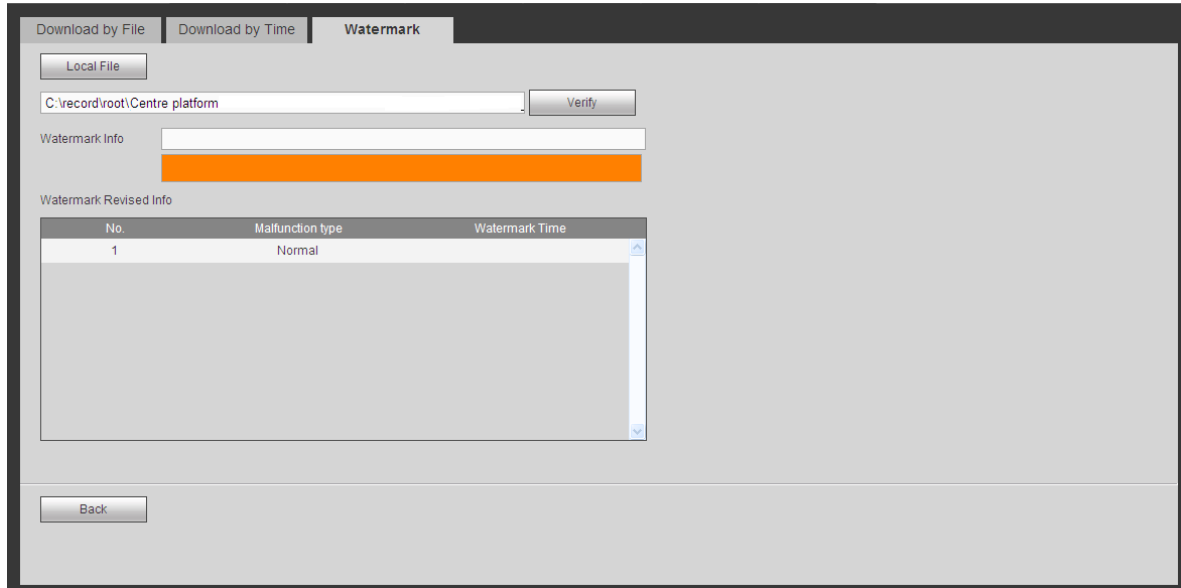 Download by File Download by Time Watermark
Local File
C:\record\root\Centre platform Verify
Watermark Info
Watermark Revised Info
No. Malfunction type Watermark Time
1 Normal
Back